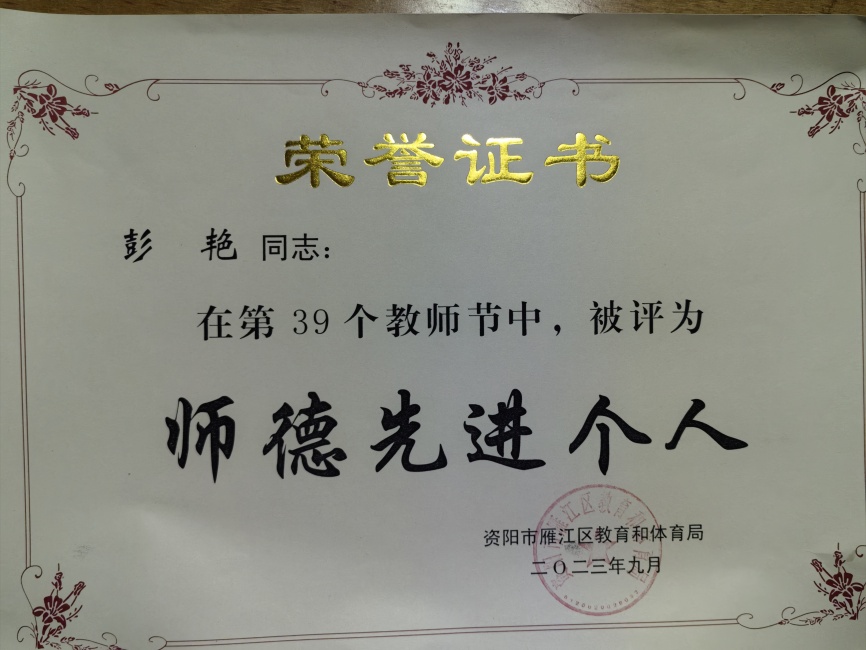 荣誉证书
彭 艳 同志：
在第 39 个教师节中，被评为
师德先进个人
资阳市雁江区教育和体育局
二〇二三年九月